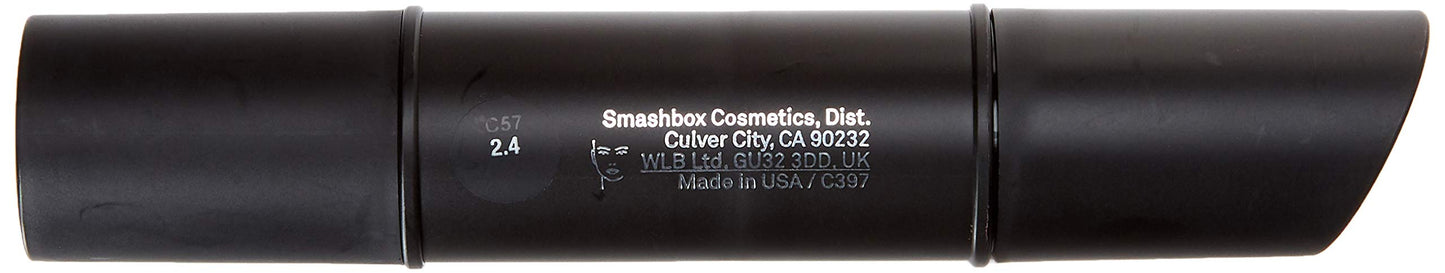 C57
2.4
Smashbox Cosmetics, Dist.
Culver City, CA 90232
WLB Ltd, GU32 3DD, UK
Made in USA / C397